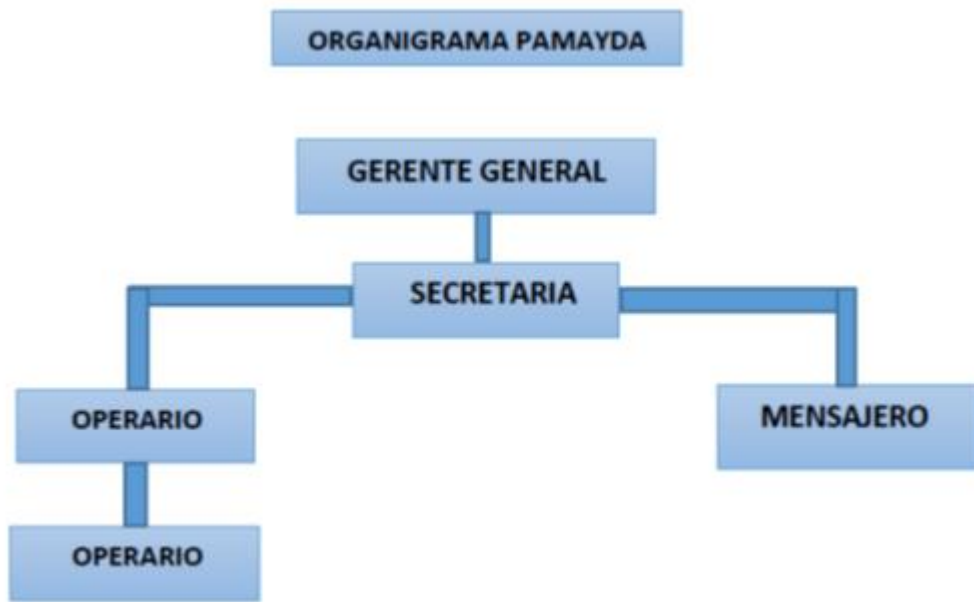 ORGANIGRAMA PAMAYDA
GERENTE GENERAL
SECRETARIA
OPERARIO
MENSAJERO
OPERARIO